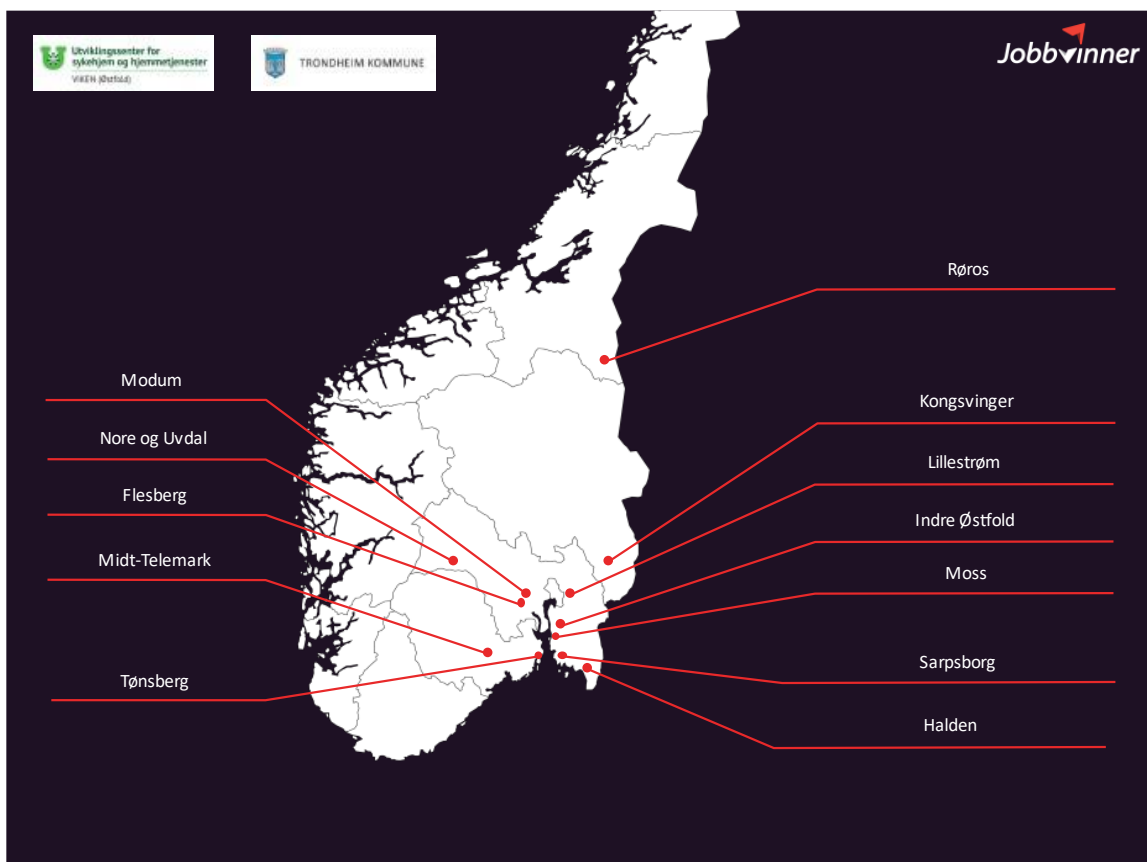 Utviklingssenter for
sykehjem og hjemmetjenester
VIKEN (Østfold)
TRONDHEIM KOMMUNE
Jobbvinner
Røros
Modum
Kongsvinger
Nore og Uvdal
Lillestrøm
Flesberg
Indre Østfold
Midt-Telemark
Moss
Sarpsborg
Tønsberg
Halden